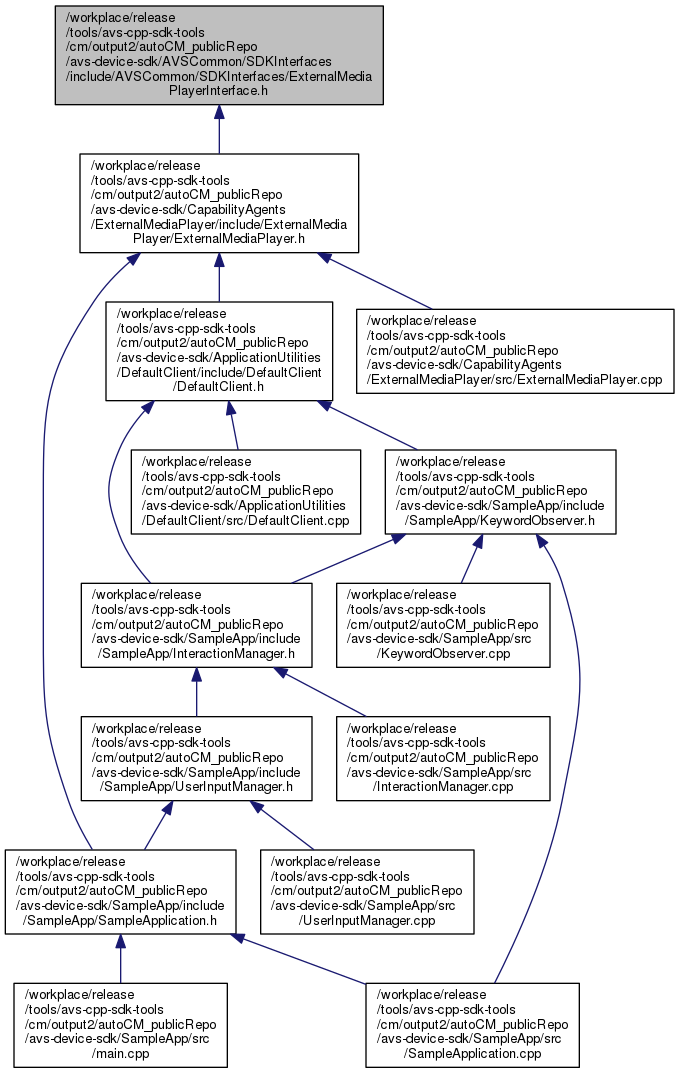 /workplace/release
/tools/avs-cpp-sdk-tools
/cm/output2/autoCM_publicRepo
/avs-device-sdk/AVSCommon/SDKInterfaces
/include/AVSCommon/SDKInterfaces/ExternalMedia
PlayerInterface.h
/workplace/release
/tools/avs-cpp-sdk-tools
/cm/output2/autoCM_publicRepo
/avs-device-sdk/CapabilityAgents
/ExternalMediaPlayer/include/ExternalMedia
Player/ExternalMediaPlayer.h
/workplace/release
/tools/avs-cpp-sdk-tools
/cm/output2/autoCM_publicRepo
/avs-device-sdk/ApplicationUtilities
/DefaultClient/include/DefaultClient
/DefaultClient.h
/workplace/release
/tools/avs-cpp-sdk-tools
/cm/output2/autoCM_publicRepo
/avs-device-sdk/CapabilityAgents
/ExternalMediaPlayer/src/ExternalMediaPlayer.cpp
/workplace/release
/tools/avs-cpp-sdk-tools
/cm/output2/autoCM_publicRepo
/avs-device-sdk/ApplicationUtilities
/DefaultClient/src/DefaultClient.cpp
/workplace/release
/tools/avs-cpp-sdk-tools
/cm/output2/autoCM_publicRepo
/avs-device-sdk/SampleApp/include
/SampleApp/KeywordObserver.h
/workplace/release
/tools/avs-cpp-sdk-tools
/cm/output2/autoCM_publicRepo
/avs-device-sdk/SampleApp/include
/SampleApp/InteractionManager.h
/workplace/release
/tools/avs-cpp-sdk-tools
/cm/output2/autoCM_publicRepo
/avs-device-sdk/SampleApp/src
/KeywordObserver.cpp
/workplace/release
/tools/avs-cpp-sdk-tools
/cm/output2/autoCM_publicRepo
/avs-device-sdk/SampleApp/include
/SampleApp/UserInputManager.h
/workplace/release
/tools/avs-cpp-sdk-tools
/cm/output2/autoCM_publicRepo
/avs-device-sdk/SampleApp/src
/InteractionManager.cpp
/workplace/release
/tools/avs-cpp-sdk-tools
/cm/output2/autoCM_publicRepo
/avs-device-sdk/SampleApp/include
/SampleApp/SampleApplication.h
/workplace/release
/tools/avs-cpp-sdk-tools
/cm/output2/autoCM_publicRepo
/avs-device-sdk/SampleApp/src
/UserInputManager.cpp
/workplace/release
/tools/avs-cpp-sdk-tools
/cm/output2/autoCM_publicRepo
/avs-device-sdk/SampleApp/src
/main.cpp
/workplace/release
/tools/avs-cpp-sdk-tools
/cm/output2/autoCM_publicRepo
/avs-device-sdk/SampleApp/src
/SampleApplication.cpp